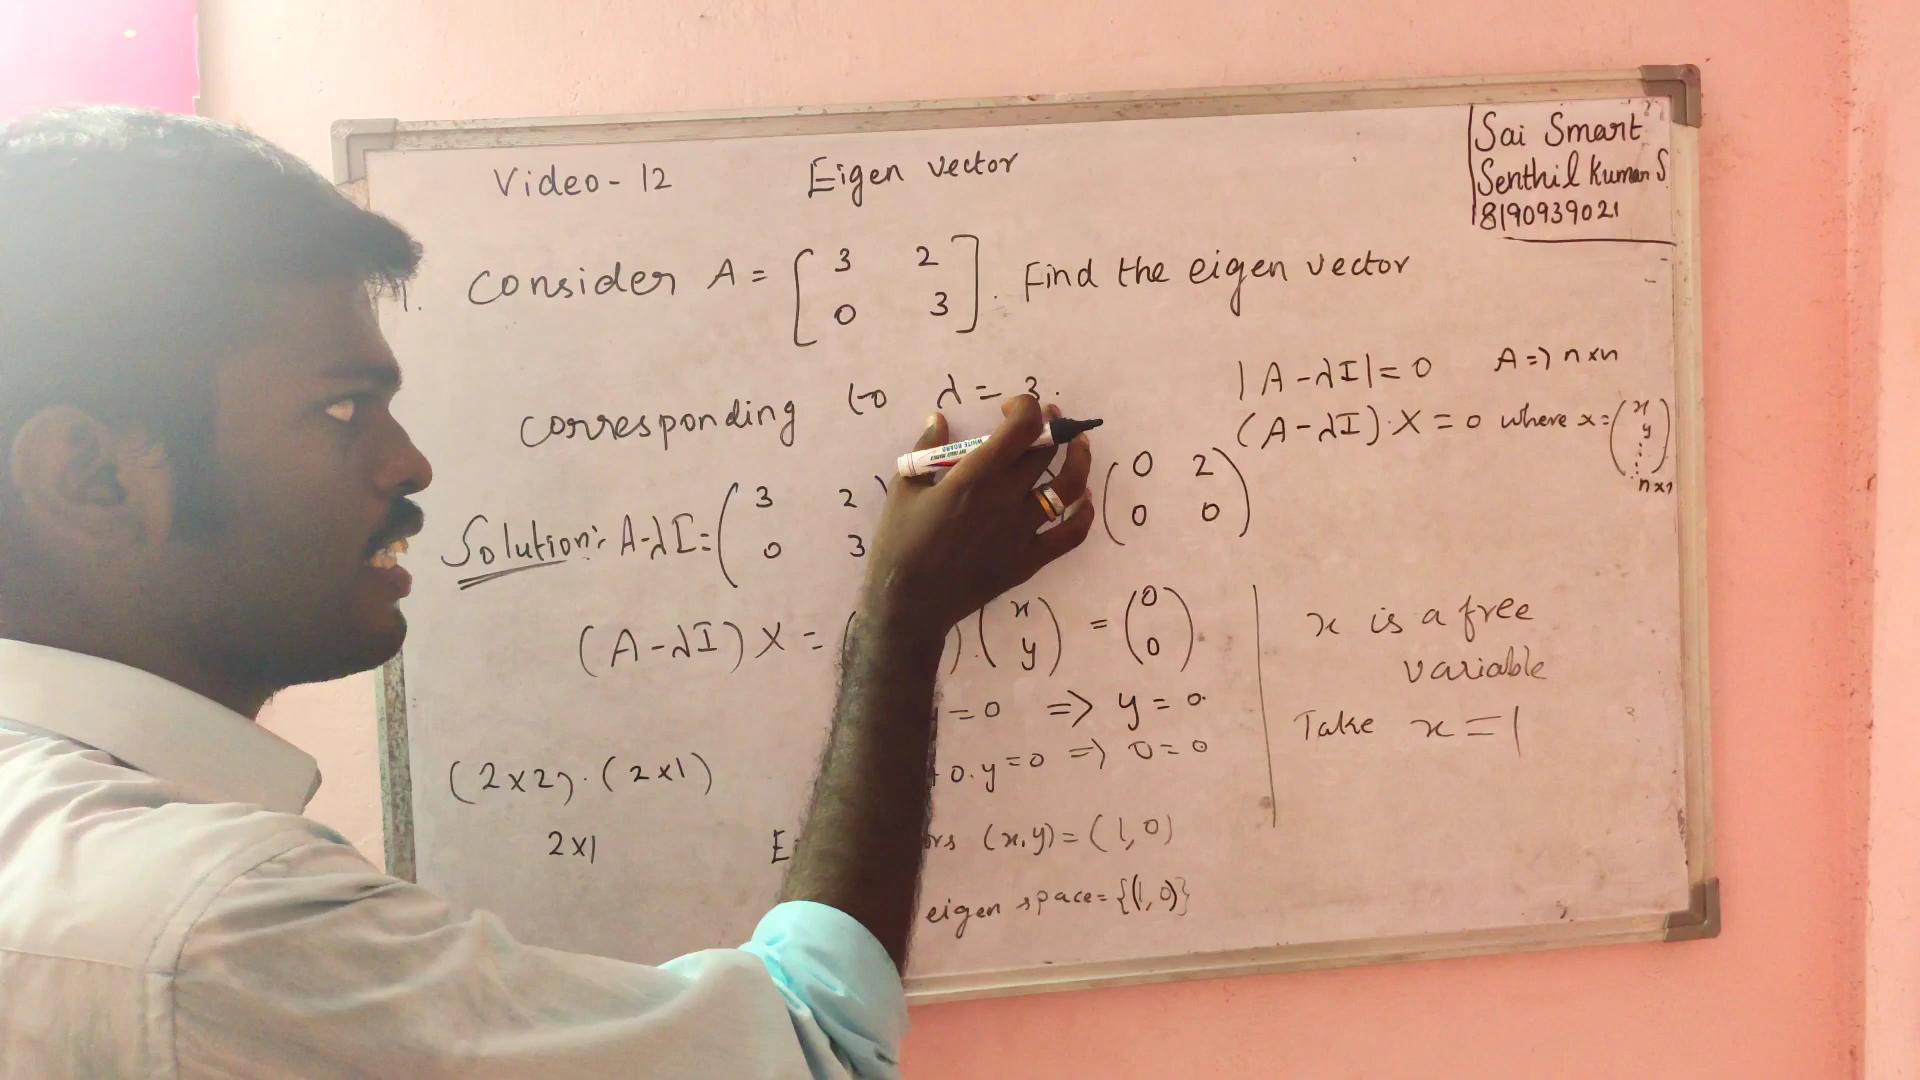 Video-12 Eigen vector
Sai Smart
Senthil Kumar S
8190939021
1. Consider A = [ 3 2
0 3 ]. Find the eigen vector
corresponding to λ = 3.
|A-λI| = 0 A => n×n
(A-λI)·X = 0 where x = ( x
y
⋮
n×1
Solution:- A-λI = ( 3 2
0 3
( 0 2
0 0 )
(A-λI) X = ( ) · ( x
y ) = ( 0
0 ).
= 0 => y = 0.
0.y = 0 => 0 = 0
(2×2) · (2×1)
2×1
(x,y) = (1,0)
eigen space = {(1,0)}
x is a free
variable
Take x = 1
WHITE BOARD